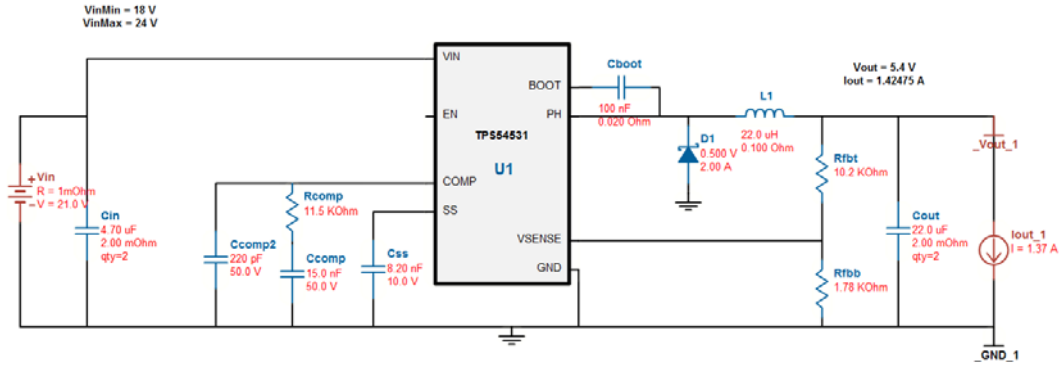 VinMin = 18 V
VinMax = 24 V
VIN
BOOT
EN
PH
TPS54531
U1
COMP
SS
VSENSE
GND
Cboot
100 nF
0.020 Ohm
L1
22.0 uH
0.100 Ohm
Vout = 5.4 V
Iout = 1.42475 A
D1
0.500 V
2.00 A
Rfbt
10.2 KOhm
_Vout_1
Vin
R = 1mOhm
V = 21.0 V
Cin
4.70 uF
2.00 mOhm
qty=2
Rcomp
11.5 KOhm
Ccomp2
220 pF
50.0 V
Ccomp
15.0 nF
50.0 V
Css
8.20 nF
10.0 V
Cout
22.0 uF
2.00 mOhm
qty=2
Iout_1
I = 1.37 A
Rfbb
1.78 KOhm
_GND_1